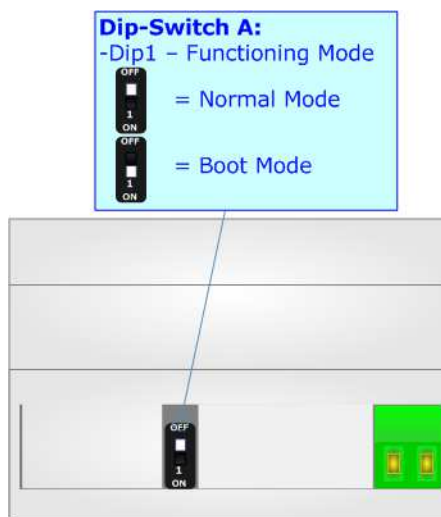 Dip-Switch A:
-Dip1 – Functioning Mode
OFF
1
ON
= Normal Mode
OFF
1
ON
= Boot Mode
OFF
1
ON